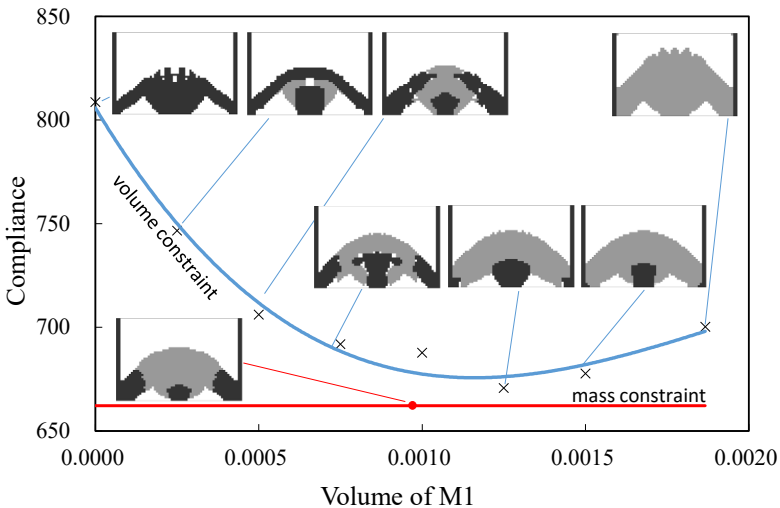 850
800
750
700
650
Compliance
volume constraint
mass constraint
0.0000
0.0005
0.0010
0.0015
0.0020
Volume of M1